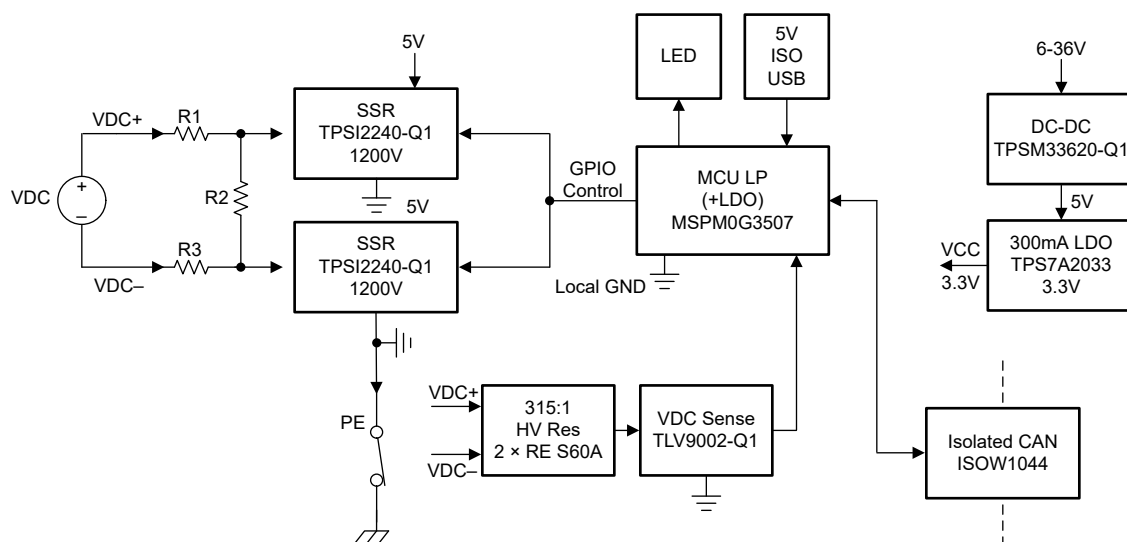 5V
LED
5V
ISO
USB
6-36V
VDC+
R1
SSR
TPSI2240-Q1
1200V
DC-DC
TPSM33620-Q1
GPIO
Control
MCU LP
(+LDO)
MSPM0G3507
VDC
+
–
R2
5V
5V
R3
VDC–
SSR
TPSI2240-Q1
1200V
VCC
3.3V
300mA LDO
TPS7A2033
3.3V
Local GND
VDC+
VDC–
315:1
HV Res
2 × RE S60A
VDC Sense
TLV9002-Q1
PE
Isolated CAN
ISOW1044